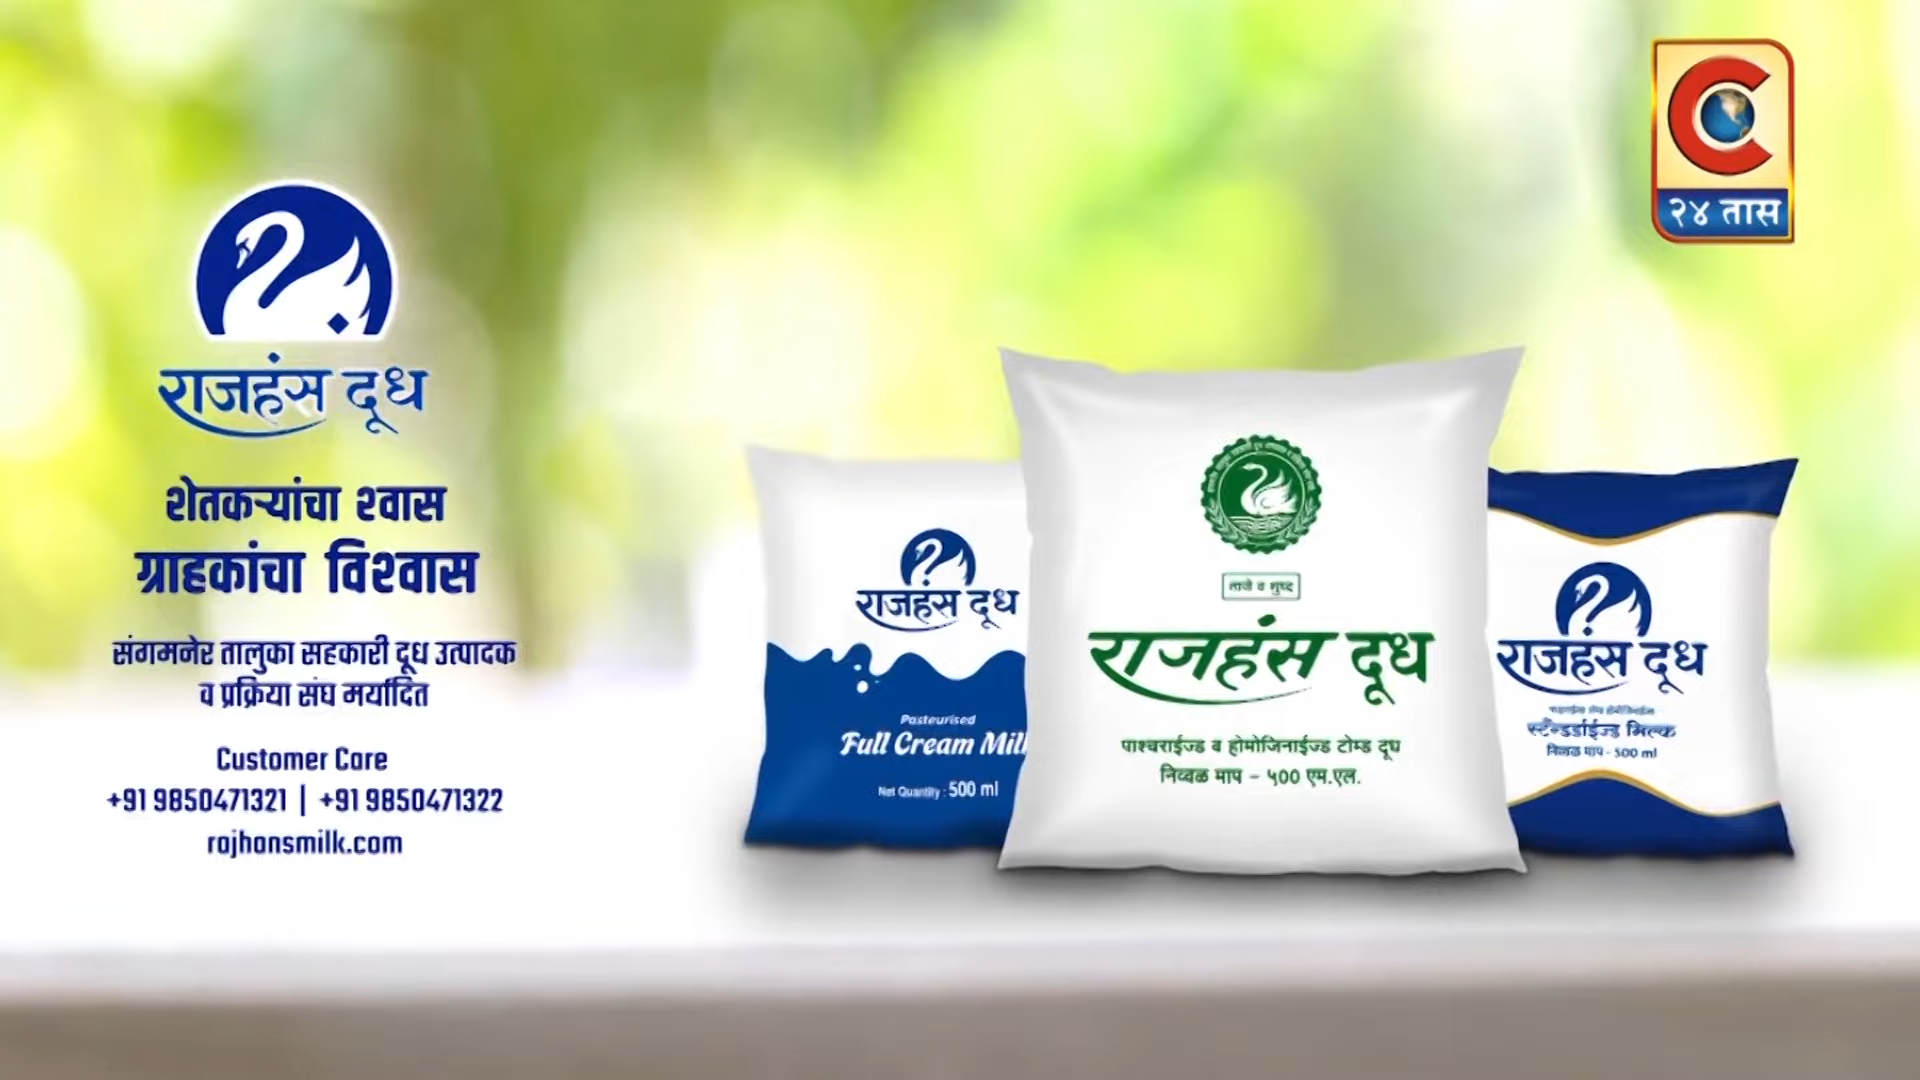 राजहंस दूध
शेतकऱ्यांचा श्वास
ग्राहकांचा विश्वास
संगमनेर तालुका सहकारी दूध उत्पादक
व प्रक्रिया संघ मर्यादित
Customer Care
+91 9850471321 | +91 9850471322
rajhansmilk.com
राजहंस दूध
Pasteurised
Full Cream Mil
Net Quantity : 500 ml
ताजे व शुध्द
राजहंस दूध
पाश्चराईज्ड व होमोजिनाईज्ड टोन्ड दूध
निव्वळ माप - ५00 एम.एल.
राजहंस दूध
स्टॅन्डर्डाईज्ड मिल्क
निव्वळ माप - 500 ml
C
२४ तास